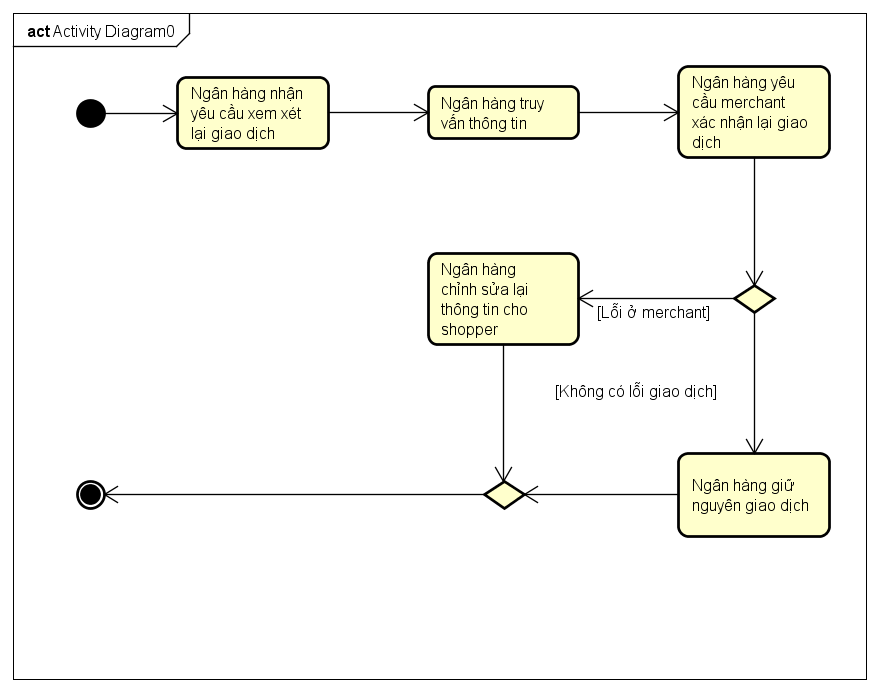 act Activity Diagram0
Ngân hàng nhận
yêu cầu xem xét
lại giao dịch
Ngân hàng truy
vấn thông tin
Ngân hàng yêu
cầu merchant
xác nhận lại giao
dịch
Ngân hàng
chỉnh sửa lại
thông tin cho
shopper
[Lỗi ở merchant]
[Không có lỗi giao dịch]
Ngân hàng giữ
nguyên giao dịch